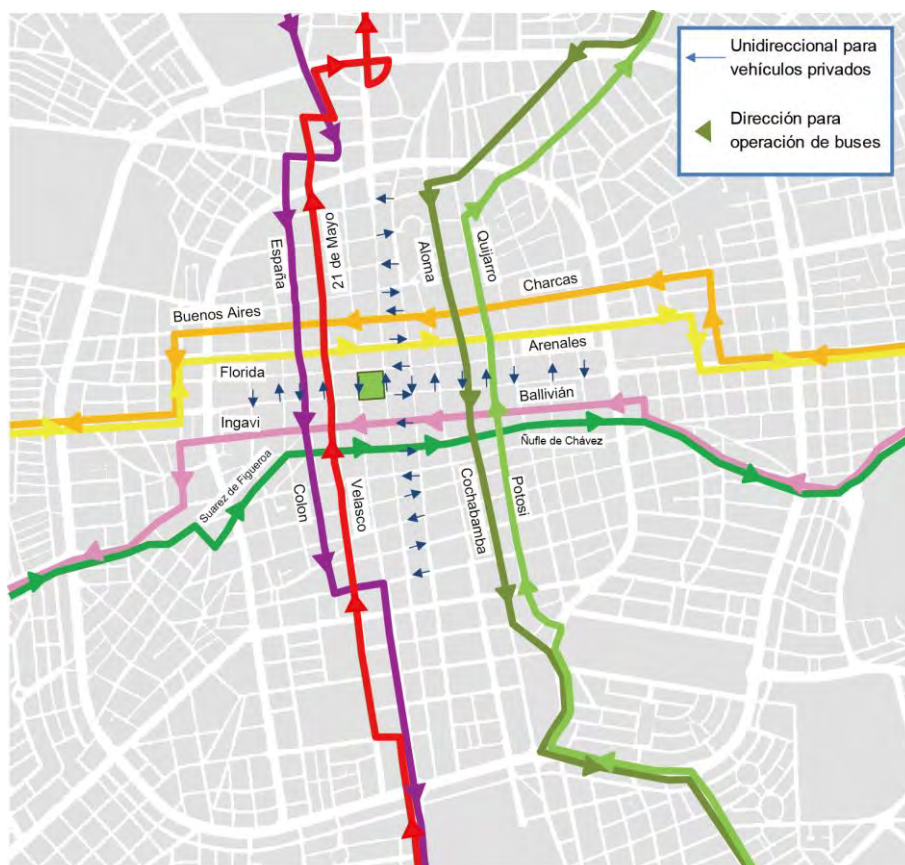 Unidireccional para
vehículos privados
Dirección para
operación de buses
España
21 de Mayo
Aloma
Quijarro
Charcas
Buenos Aires
Arenales
Florida
Ballivián
Ingavi
Ñufle de Chávez
Suarez de Figueroa
Colon
Velasco
Cochabamba
Potosi